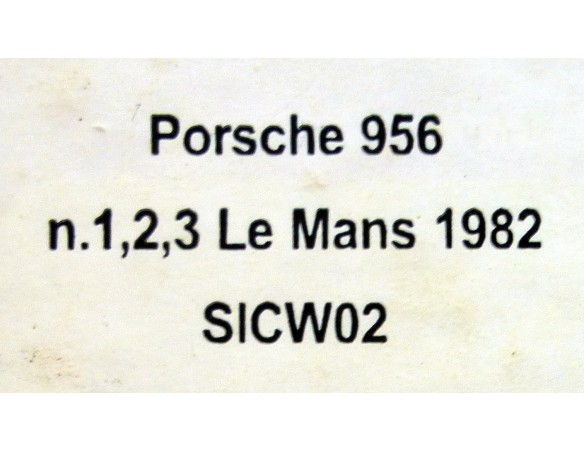 Porsche 956
n.1,2,3 Le Mans 1982
SICW02